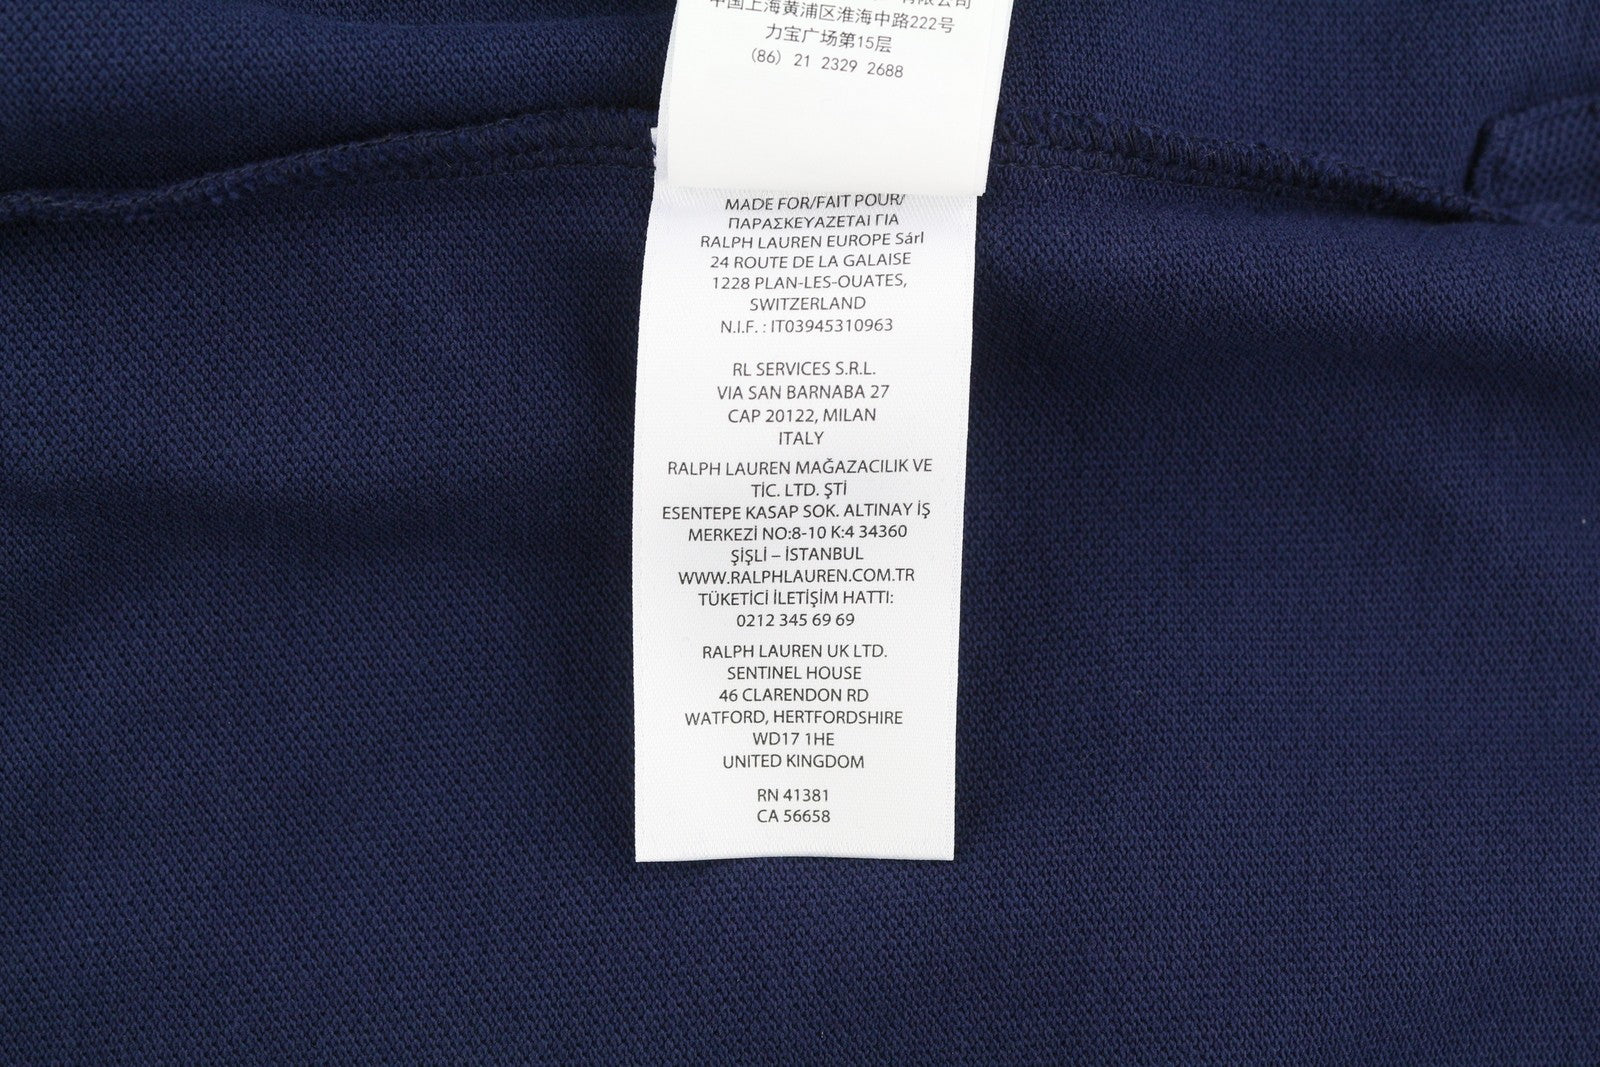 有限公司
中国上海黄浦区淮海中路222号
力宝广场第15层
(86) 21 2329 2688
MADE FOR/FAIT POUR/
ΠΑΡΑΣΚΕΥΑΖΕΤΑΙ ΓΙΑ
RALPH LAUREN EUROPE Sárl
24 ROUTE DE LA GALAISE
1228 PLAN-LES-OUATES,
SWITZERLAND
N.I.F. : IT03945310963
RL SERVICES S.R.L.
VIA SAN BARNABA 27
CAP 20122, MILAN
ITALY
RALPH LAUREN MAĞAZACILIK VE
TİC. LTD. ŞTİ
ESENTEPE KASAP SOK. ALTINAY İŞ
MERKEZİ NO:8-10 K:4 34360
ŞİŞLİ – İSTANBUL
WWW.RALPHLAUREN.COM.TR
TÜKETİCİ İLETİŞİM HATTI:
0212 345 69 69
RALPH LAUREN UK LTD.
SENTINEL HOUSE
46 CLARENDON RD
WATFORD, HERTFORDSHIRE
WD17 1HE
UNITED KINGDOM
RN 41381
CA 56658